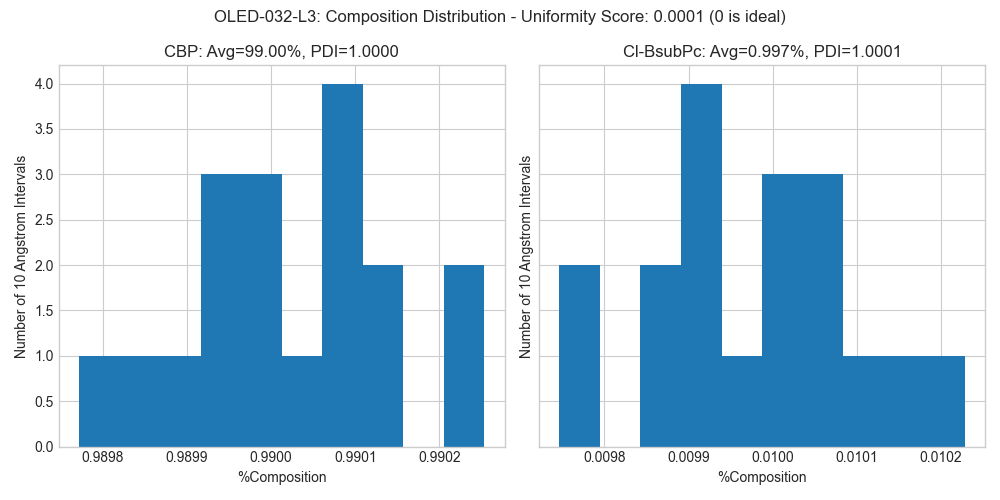 OLED-032-L3: Composition Distribution - Uniformity Score: 0.0001 (0 is ideal)
CBP: Avg=99.00%, PDI=1.0000
Number of 10 Angstrom Intervals
4.0
3.5
3.0
2.5
2.0
1.5
1.0
0.5
0.0
0.9898 0.9899 0.9900 0.9901 0.9902
%Composition
Cl-BsubPc: Avg=0.997%, PDI=1.0001
Number of 10 Angstrom Intervals
0.0098 0.0099 0.0100 0.0101 0.0102
%Composition